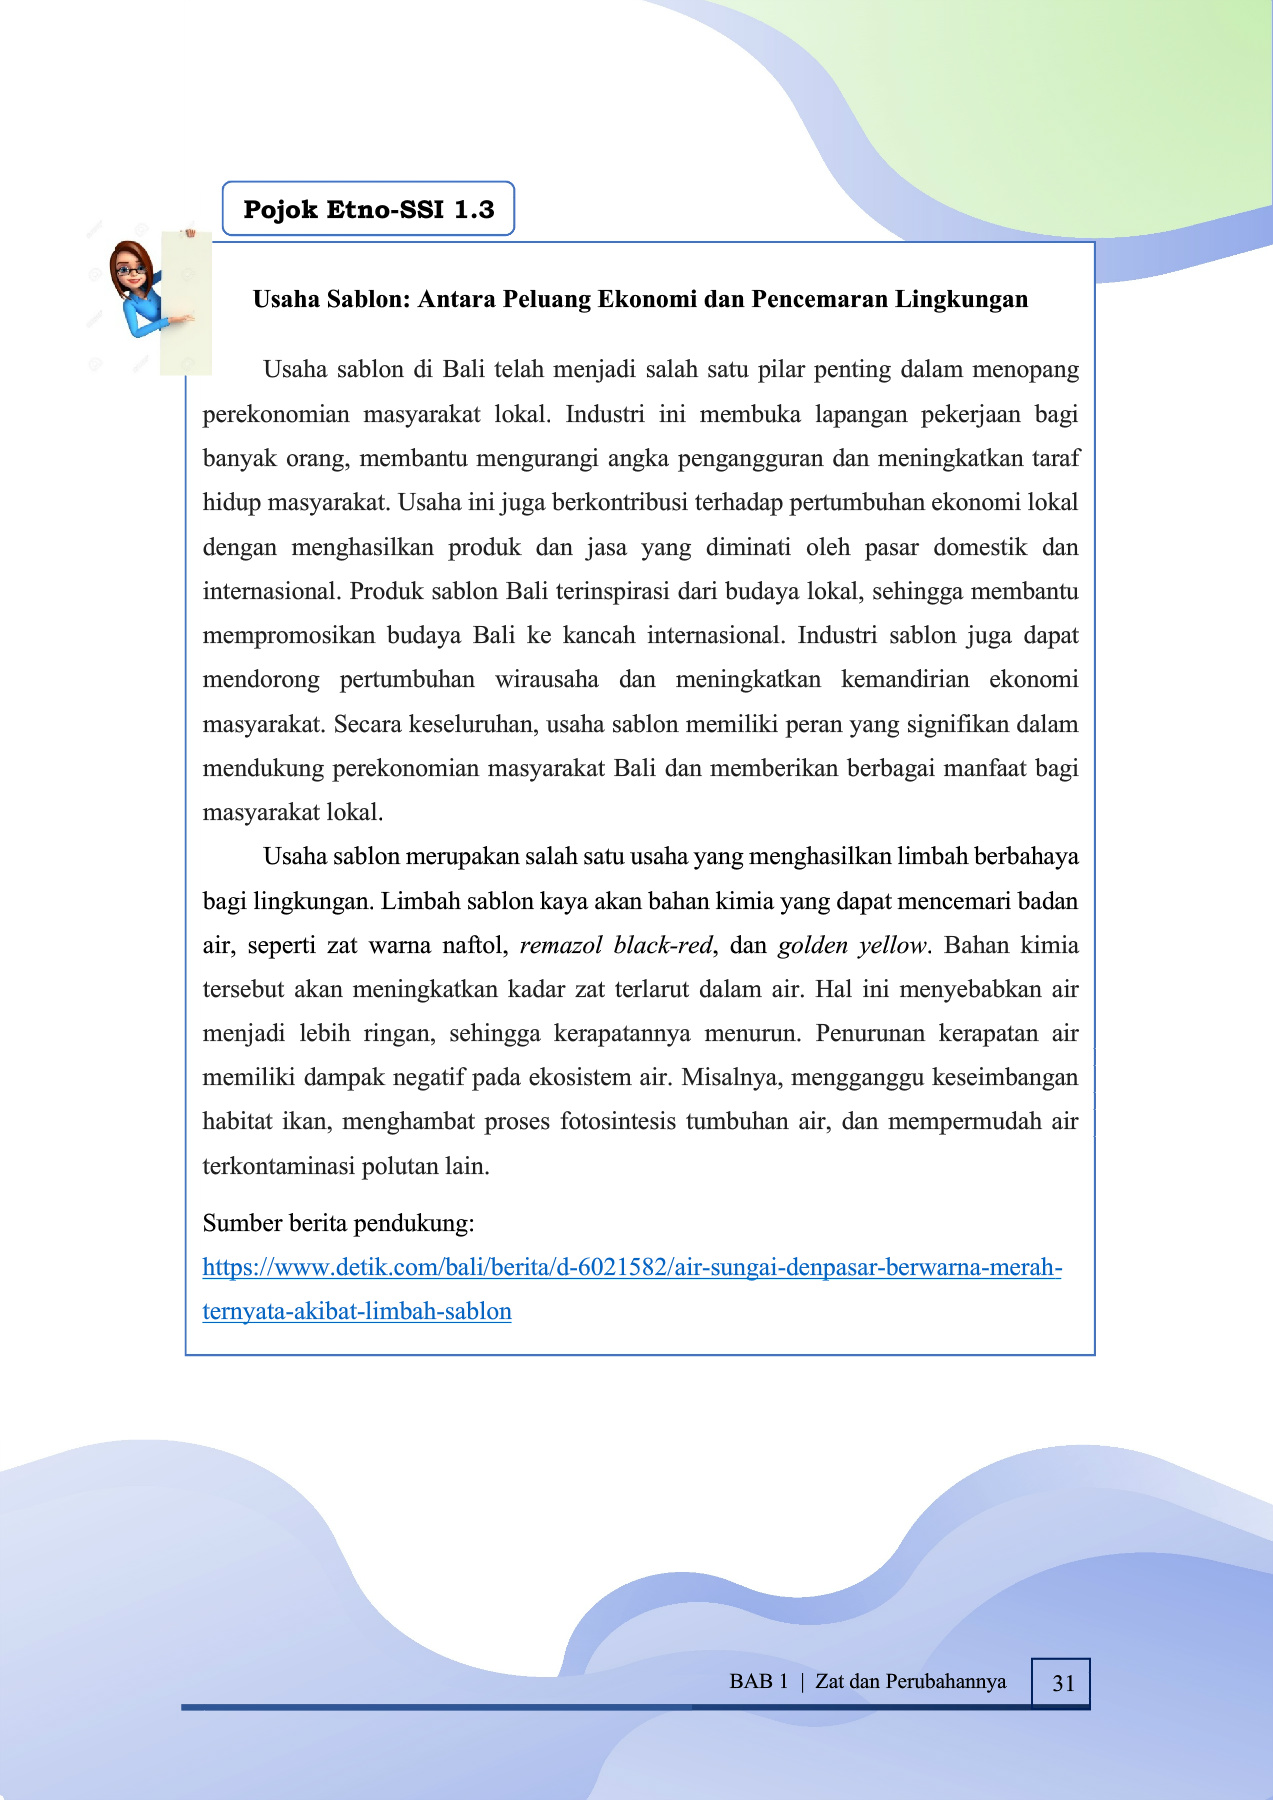 Pojok Etno-SSI 1.3
Usaha Sablon: Antara Peluang Ekonomi dan Pencemaran Lingkungan
Usaha sablon di Bali telah menjadi salah satu pilar penting dalam menopang
perekonomian masyarakat lokal. Industri ini membuka lapangan pekerjaan bagi
banyak orang, membantu mengurangi angka pengangguran dan meningkatkan taraf
hidup masyarakat. Usaha ini juga berkontribusi terhadap pertumbuhan ekonomi lokal
dengan menghasilkan produk dan jasa yang diminati oleh pasar domestik dan
internasional. Produk sablon Bali terinspirasi dari budaya lokal, sehingga membantu
mempromosikan budaya Bali ke kancah internasional. Industri sablon juga dapat
mendorong pertumbuhan wirausaha dan meningkatkan kemandirian ekonomi
masyarakat. Secara keseluruhan, usaha sablon memiliki peran yang signifikan dalam
mendukung perekonomian masyarakat Bali dan memberikan berbagai manfaat bagi
masyarakat lokal.
Usaha sablon merupakan salah satu usaha yang menghasilkan limbah berbahaya
bagi lingkungan. Limbah sablon kaya akan bahan kimia yang dapat mencemari badan
air, seperti zat warna naftol, remazol black-red, dan golden yellow. Bahan kimia
tersebut akan meningkatkan kadar zat terlarut dalam air. Hal ini menyebabkan air
menjadi lebih ringan, sehingga kerapatannya menurun. Penurunan kerapatan air
memiliki dampak negatif pada ekosistem air. Misalnya, mengganggu keseimbangan
habitat ikan, menghambat proses fotosintesis tumbuhan air, dan mempermudah air
terkontaminasi polutan lain.
Sumber berita pendukung:
https://www.detik.com/bali/berita/d-6021582/air-sungai-denpasar-berwarna-merah-
ternyata-akibat-limbah-sablon
BAB 1 | Zat dan Perubahannya 31